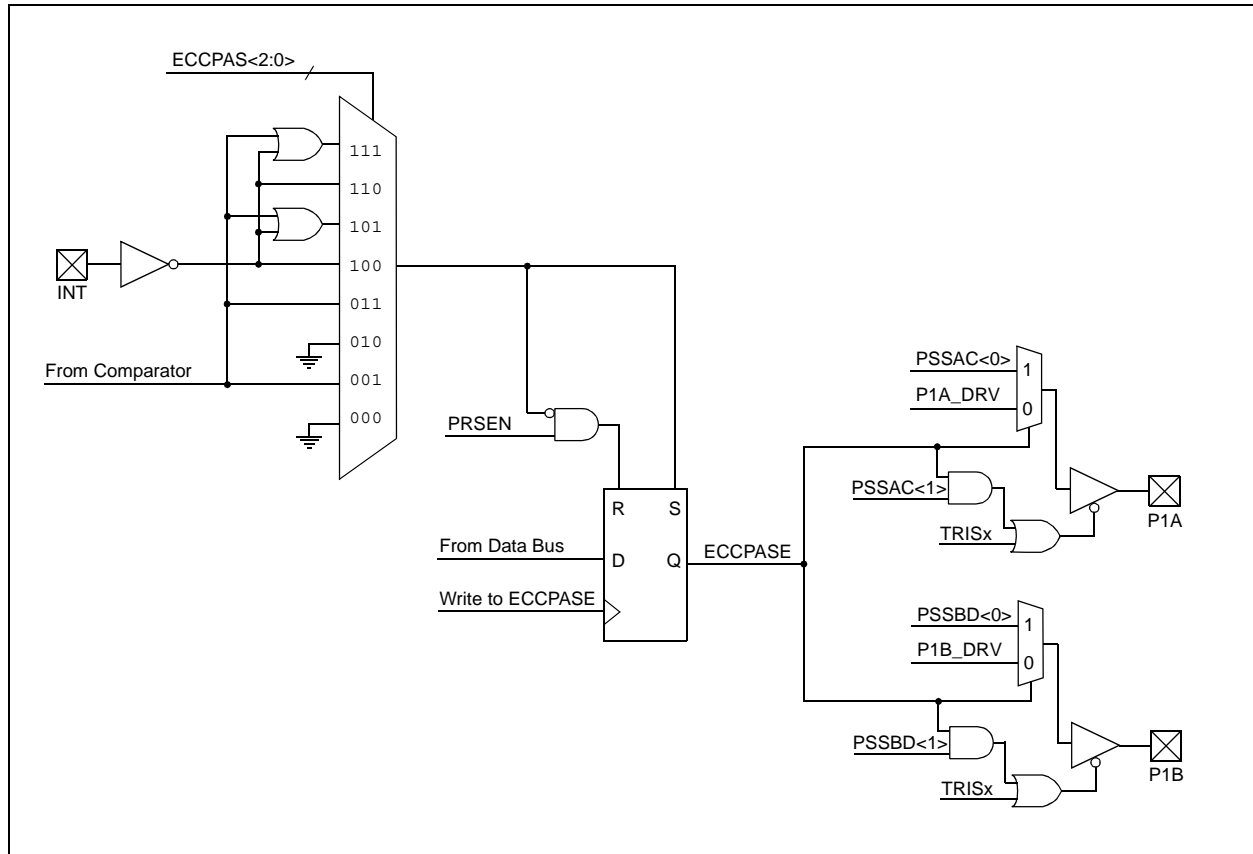 ECCPAS<2:0>
111
110
101
100
011
010
001
000
INT
From Comparator
PRSEN
R
S
From Data Bus
D
Q
ECCPASE
Write to ECCPASE
PSSAC<0>
1
P1A_DRV
0
PSSAC<1>
TRISx
P1A
PSSBD<0>
1
P1B_DRV
0
PSSBD<1>
TRISx
P1B